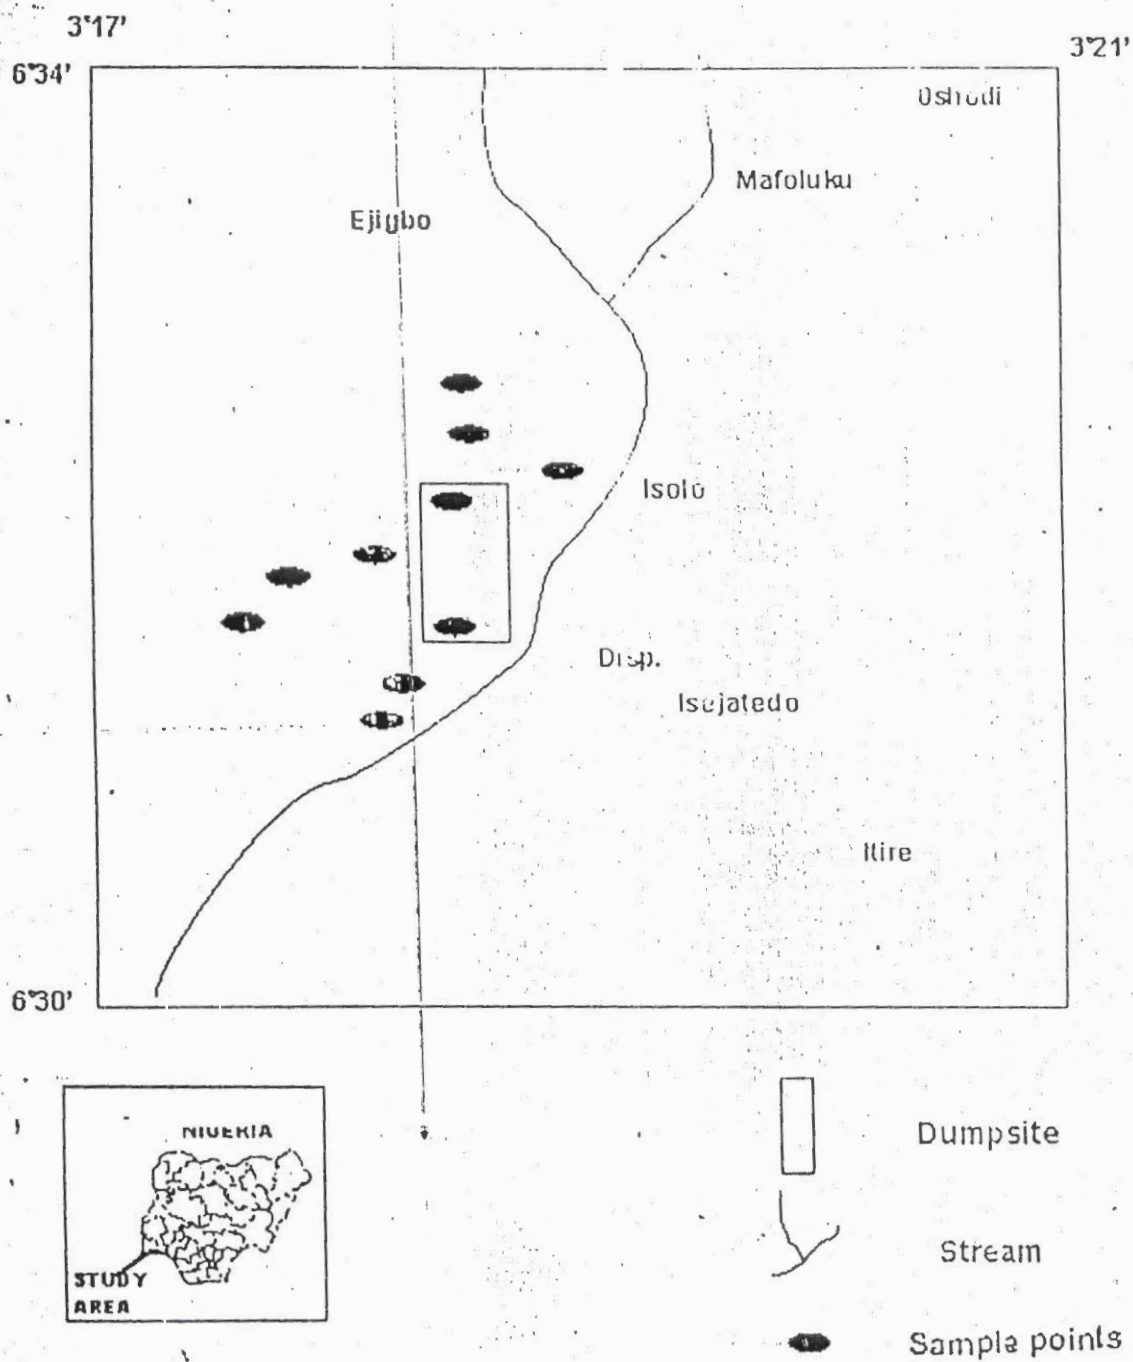 3°17'
3°21'
6°34'
Oshodi
Mafoluku
Ejigbo
Isolo
Disp.
Isejatedo
Itire
6°30'
NIGERIA
STUDY
AREA
Dumpsite
Stream
Sample points